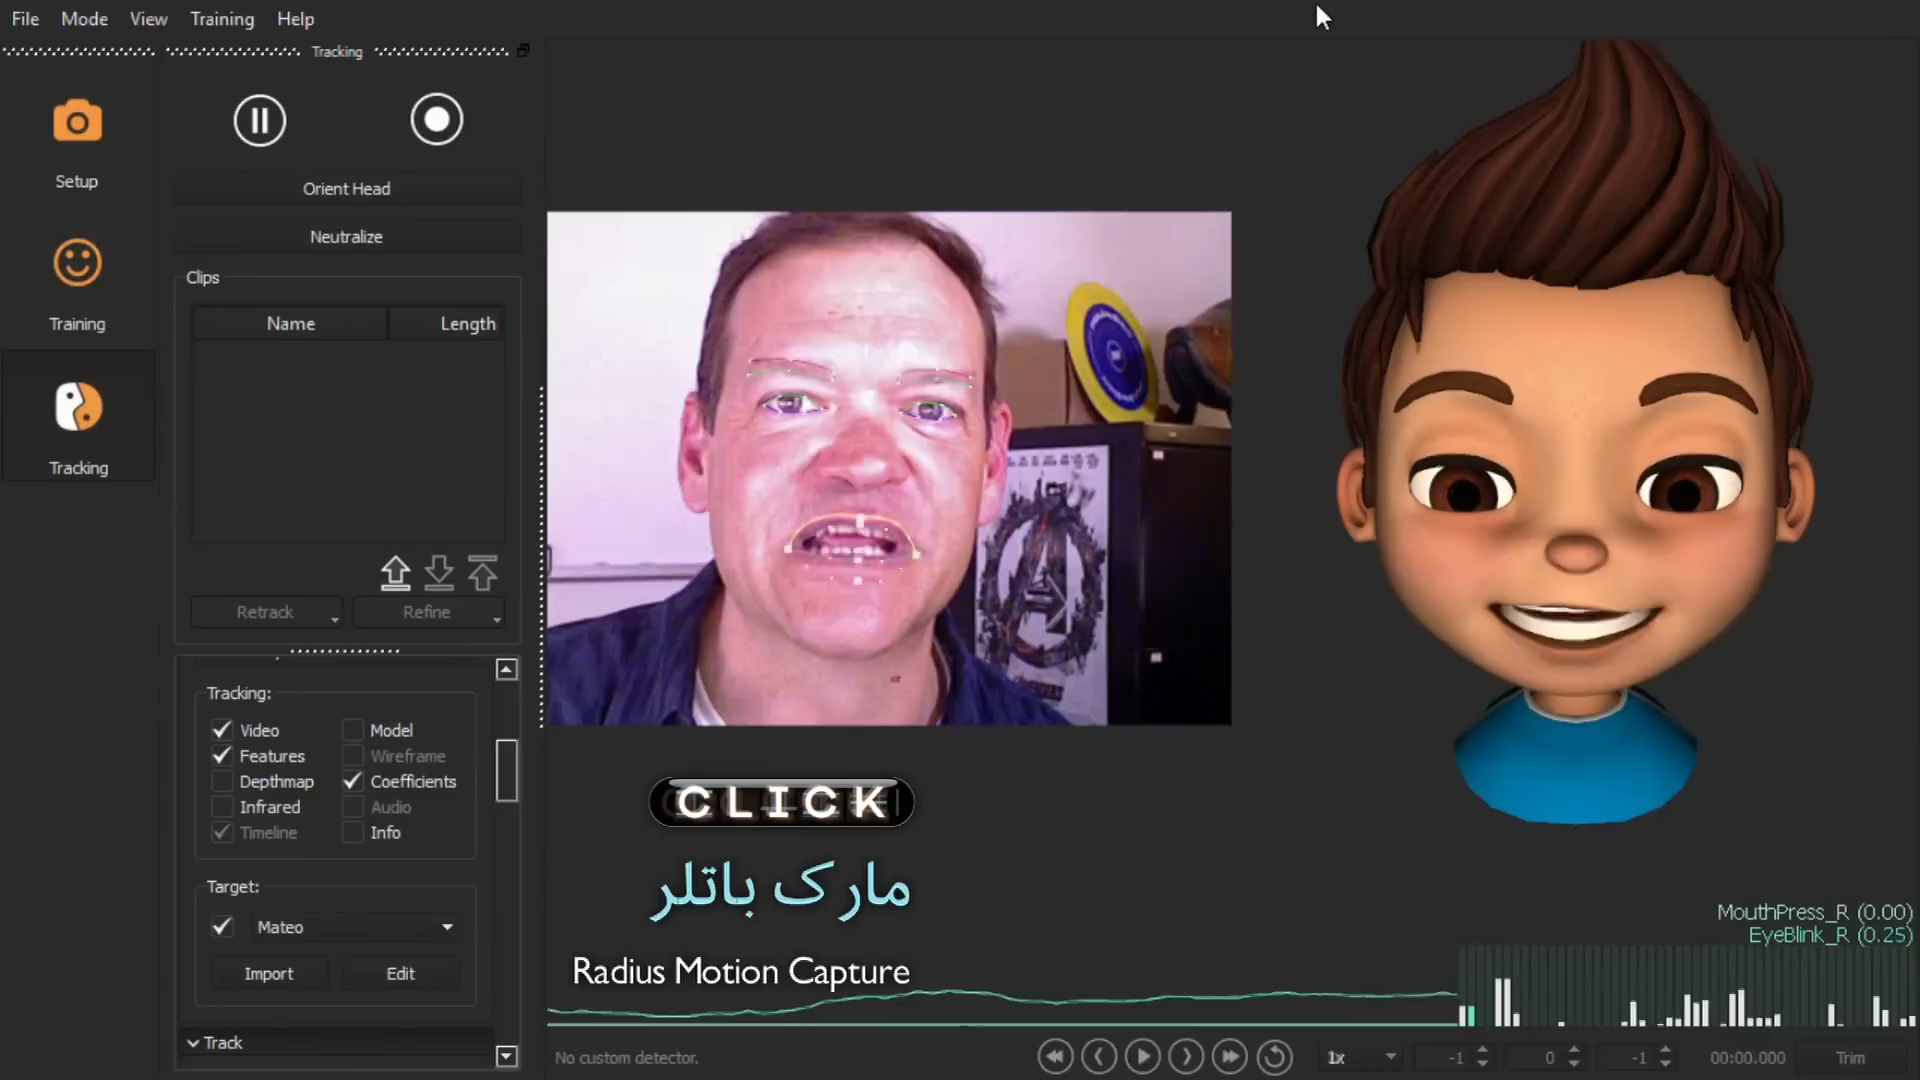 File Mode View Training Help
Tracking
Setup
Training
Tracking
Orient Head
Neutralize
Clips
Name Length
Retrack Refine
Tracking:
Video Model
Features Wireframe
Depthmap Coefficients
Infrared Audio
Timeline Info
Target:
Mateo
Import Edit
Track
CLICK
مارک باتلر
Radius Motion Capture
MouthPress_R (0.00)
EyeBlink_R (0.25)
No custom detector.
1x -1 0 -1 00:00.000 Trim